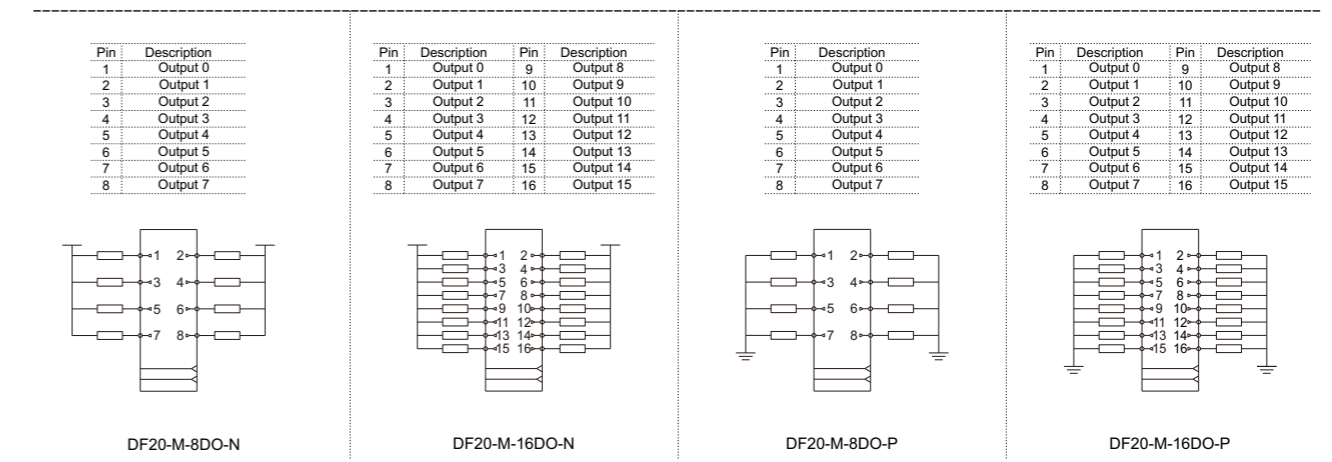 Pin Description
1 Output 0
2 Output 1
3 Output 2
4 Output 3
5 Output 4
6 Output 5
7 Output 6
8 Output 7
1 2
3 4
5 6
7 8
DF20-M-8DO-N
Pin Description Pin Description
1 Output 0 9 Output 8
2 Output 1 10 Output 9
3 Output 2 11 Output 10
4 Output 3 12 Output 11
5 Output 4 13 Output 12
6 Output 5 14 Output 13
7 Output 6 15 Output 14
8 Output 7 16 Output 15
1 2
3 4
5 6
7 8
9 10
11 12
13 14
15 16
DF20-M-16DO-N
Pin Description
1 Output 0
2 Output 1
3 Output 2
4 Output 3
5 Output 4
6 Output 5
7 Output 6
8 Output 7
1 2
3 4
5 6
7 8
DF20-M-8DO-P
Pin Description Pin Description
1 Output 0 9 Output 8
2 Output 1 10 Output 9
3 Output 2 11 Output 10
4 Output 3 12 Output 11
5 Output 4 13 Output 12
6 Output 5 14 Output 13
7 Output 6 15 Output 14
8 Output 7 16 Output 15
1 2
3 4
5 6
7 8
9 10
11 12
13 14
15 16
DF20-M-16DO-P